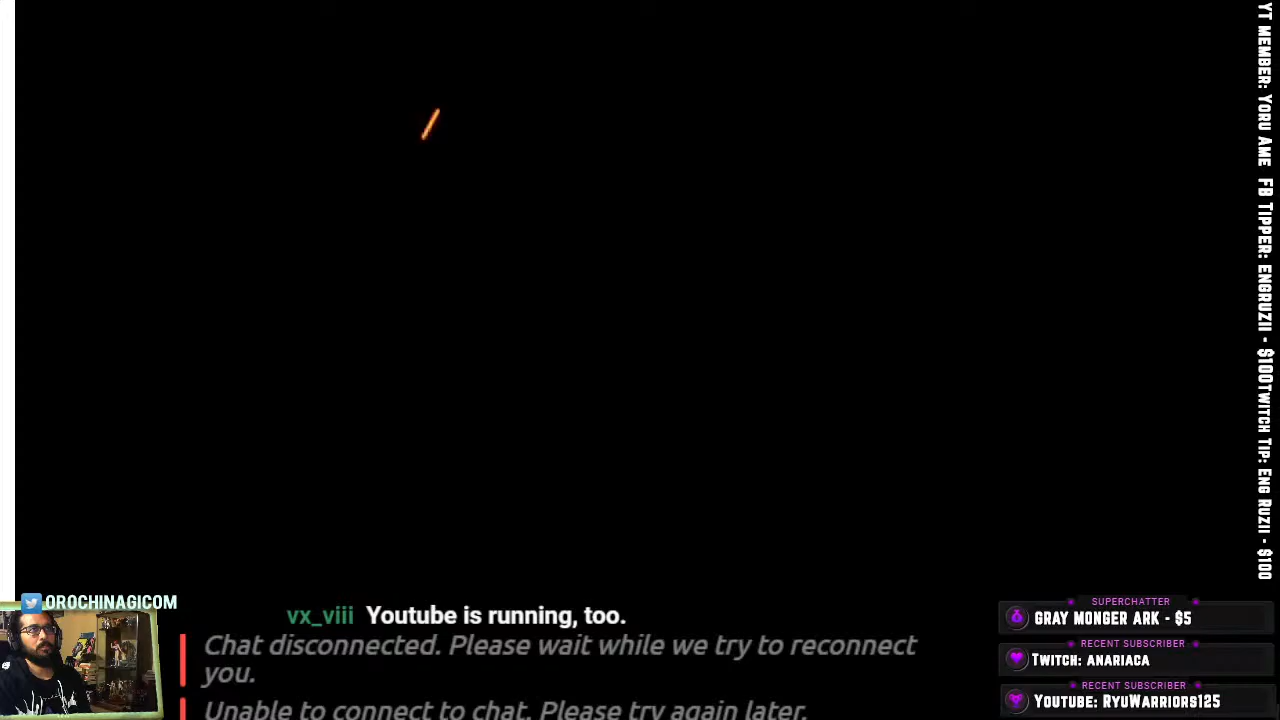 YT MEMBER: YORU AME FB TIPPER: ENGRUZII - $100TWITCH TIP: ENG RUZII - $100
OROCHINAGICOM
vx_viii Youtube is running, too.
Chat disconnected. Please wait while we try to reconnect
you.
Unable to connect to chat. Please try again later.
SUPERCHATTER
GRAY MONGER ARK - $5
RECENT SUBSCRIBER
TWITCH: ANARIACA
RECENT SUBSCRIBER
YOUTUBE: RYUWARRIORS125